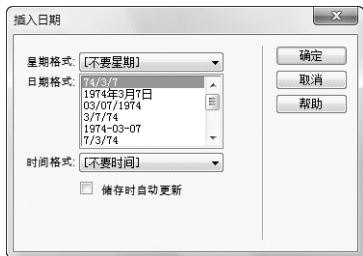 插入日期
星期格式: [不要星期]
日期格式: 74/3/7
1974年3月7日
03/07/1974
3/7/74
1974-03-07
7/3/74
时间格式: [不要时间]
储存时自动更新
确定
取消
帮助